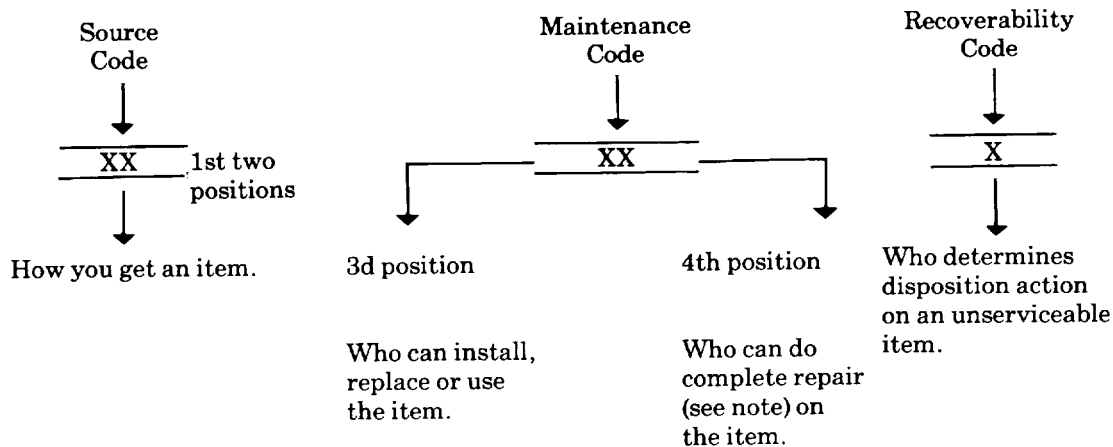 Source
Code
XX
1st two
positions
How you get an item.
Maintenance
Code
XX
3d position
Who can install,
replace or use
the item.
4th position
Who can do
complete repair
(see note) on
the item.
Recoverability
Code
X
Who determines
disposition action
on an unserviceable
item.